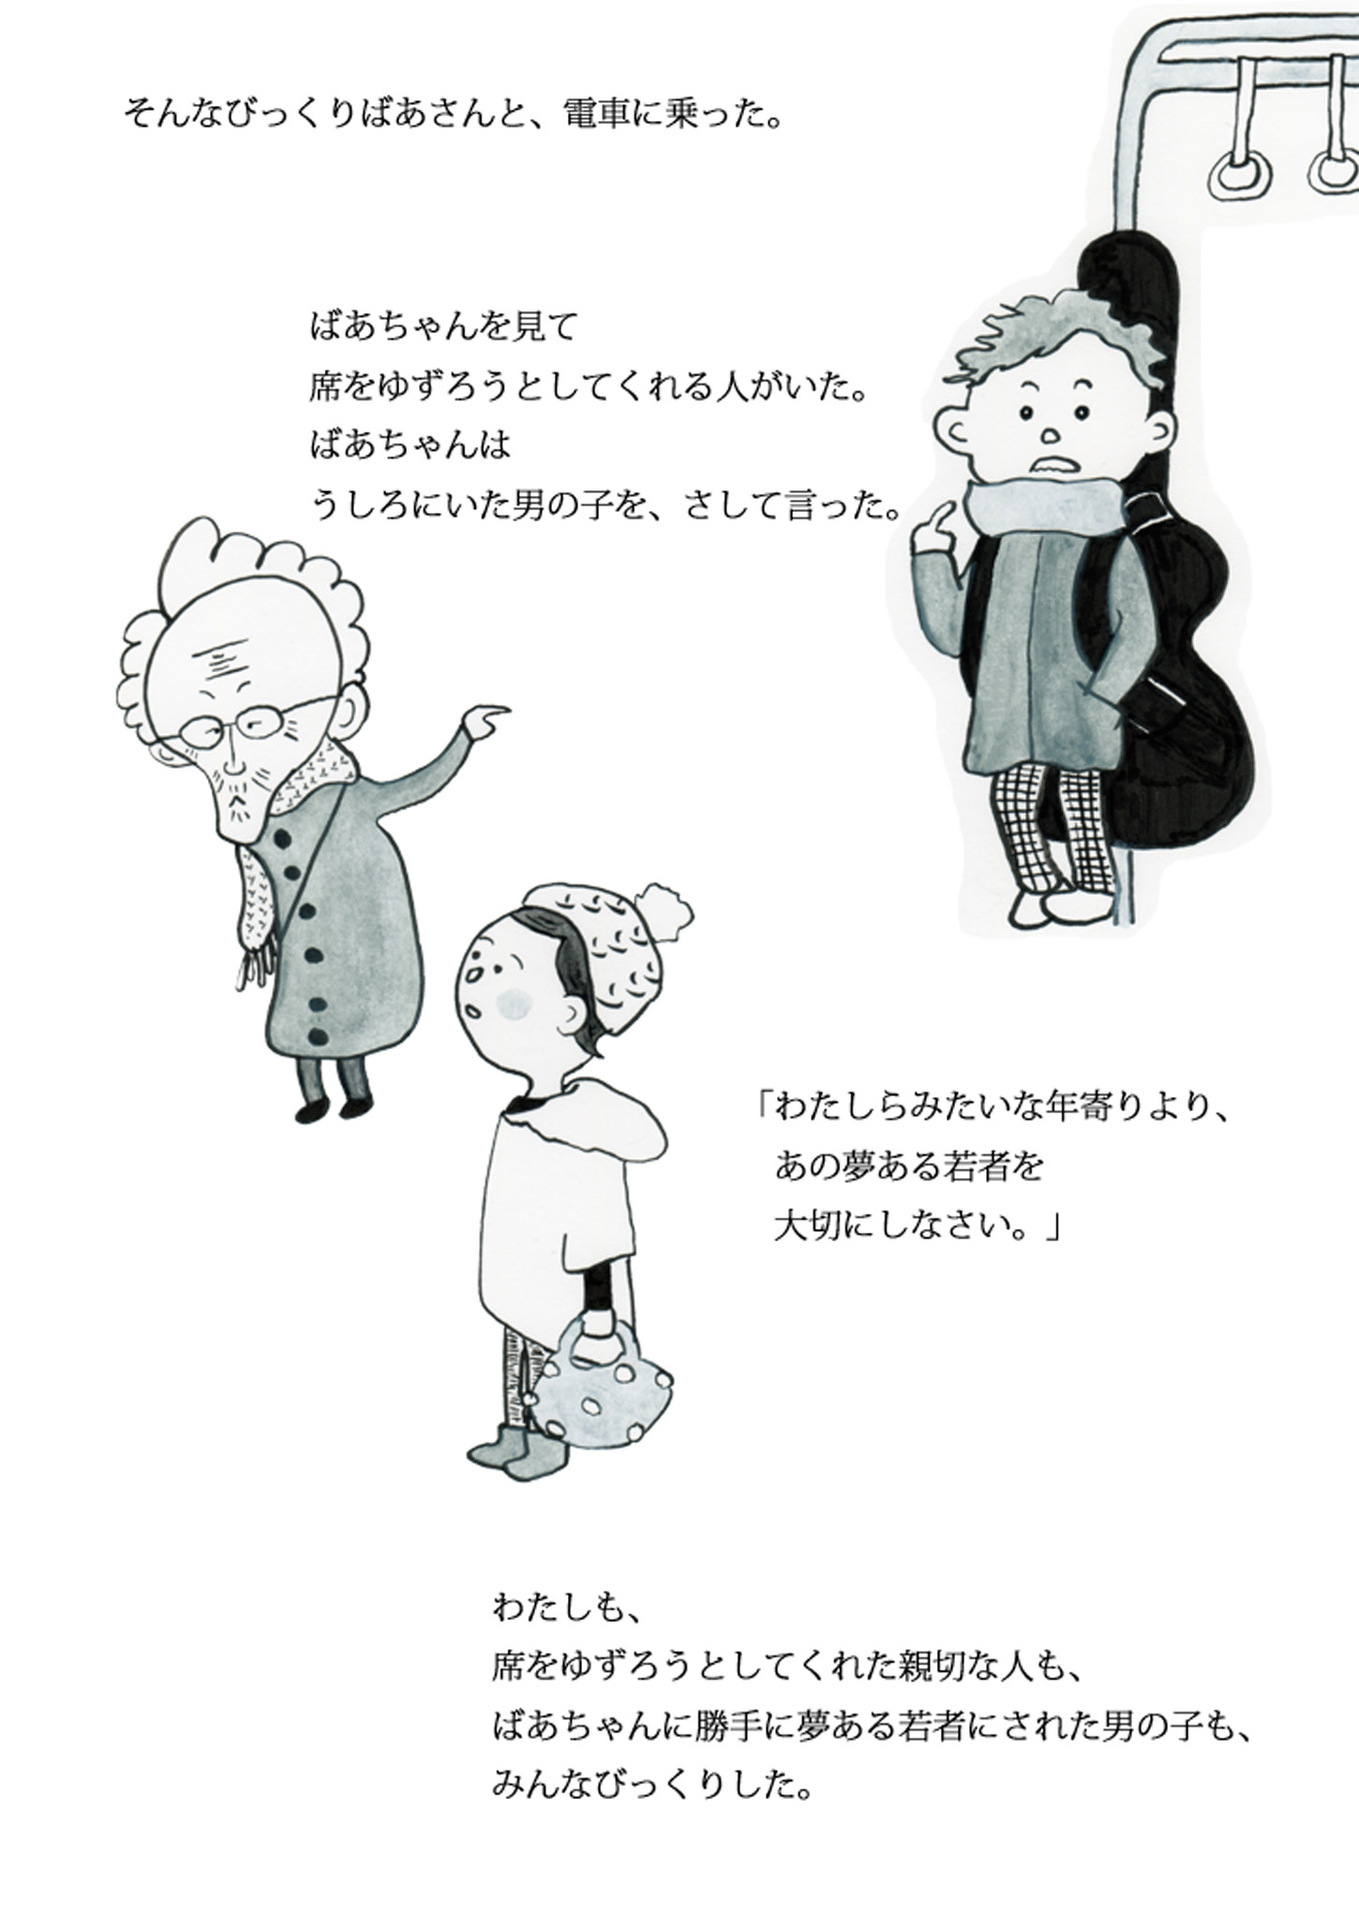 そんなびっくりばあさんと、電車に乗った。
ばあちゃんを見て
席をゆずろうとしてくれる人がいた。
ばあちゃんは
うしろにいた男の子を、さして言った。
「わたしらみたいな年寄りより、
あの夢ある若者を
大切にしなさい。」
わたしも、
席をゆずろうとしてくれた親切な人も、
ばあちゃんに勝手に夢ある若者にされた男の子も、
みんなびっくりした。